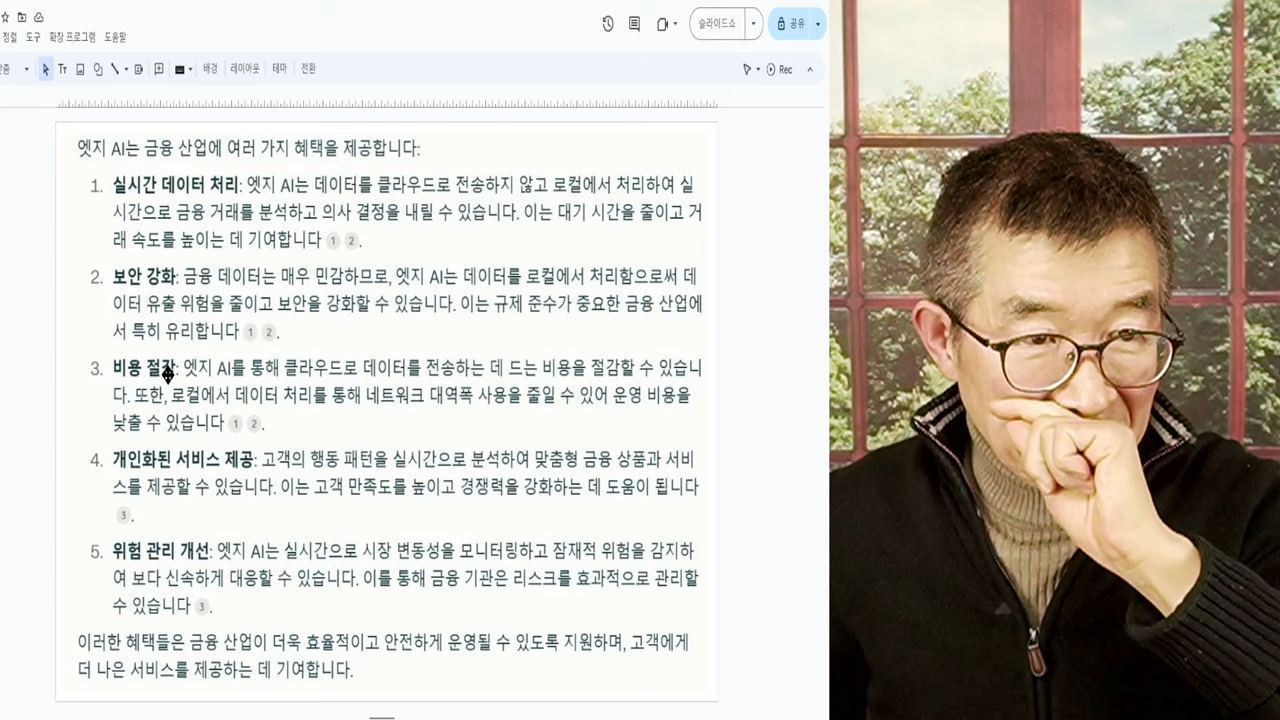 정렬 도구 확장 프로그램 도움말
슬라이드쇼
공유
Tт
배경 레이아웃 테마 전환
Rec
엣지 AI는 금융 산업에 여러 가지 혜택을 제공합니다:
1. 실시간 데이터 처리: 엣지 AI는 데이터를 클라우드로 전송하지 않고 로컬에서 처리하여 실
시간으로 금융 거래를 분석하고 의사 결정을 내릴 수 있습니다. 이는 대기 시간을 줄이고 거
래 속도를 높이는 데 기여합니다 1 2.
2. 보안 강화: 금융 데이터는 매우 민감하므로, 엣지 AI는 데이터를 로컬에서 처리함으로써 데
이터 유출 위험을 줄이고 보안을 강화할 수 있습니다. 이는 규제 준수가 중요한 금융 산업에
서 특히 유리합니다 1 2.
3. 비용 절감: 엣지 AI를 통해 클라우드로 데이터를 전송하는 데 드는 비용을 절감할 수 있습니
다. 또한, 로컬에서 데이터 처리를 통해 네트워크 대역폭 사용을 줄일 수 있어 운영 비용을
낮출 수 있습니다 1 2.
4. 개인화된 서비스 제공: 고객의 행동 패턴을 실시간으로 분석하여 맞춤형 금융 상품과 서비
스를 제공할 수 있습니다. 이는 고객 만족도를 높이고 경쟁력을 강화하는 데 도움이 됩니다
3.
5. 위험 관리 개선: 엣지 AI는 실시간으로 시장 변동성을 모니터링하고 잠재적 위험을 감지하
여 보다 신속하게 대응할 수 있습니다. 이를 통해 금융 기관은 리스크를 효과적으로 관리할
수 있습니다 3.
이러한 혜택들은 금융 산업이 더욱 효율적이고 안전하게 운영될 수 있도록 지원하며, 고객에게
더 나은 서비스를 제공하는 데 기여합니다.